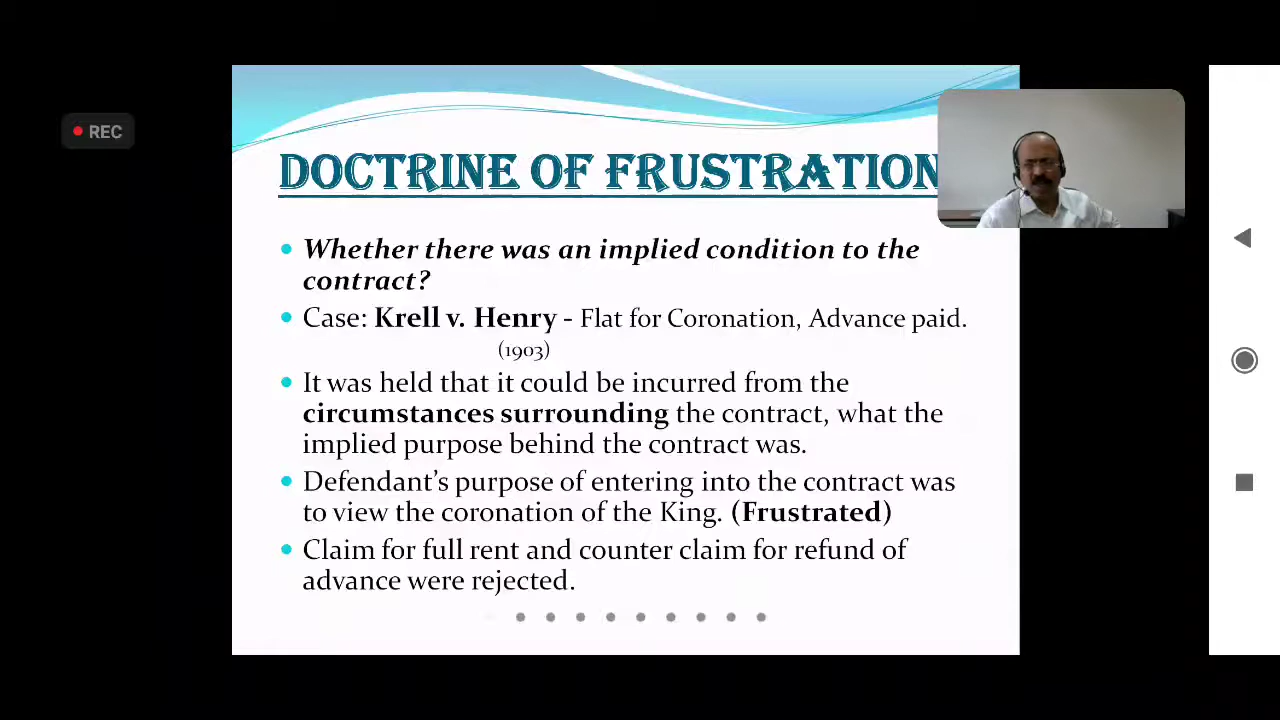 REC
DOCTRINE OF FRUSTRATION
• Whether there was an implied condition to the
contract?
• Case: Krell v. Henry - Flat for Coronation, Advance paid.
(1903)
• It was held that it could be incurred from the
circumstances surrounding the contract, what the
implied purpose behind the contract was.
• Defendant's purpose of entering into the contract was
to view the coronation of the King. (Frustrated)
• Claim for full rent and counter claim for refund of
advance were rejected.